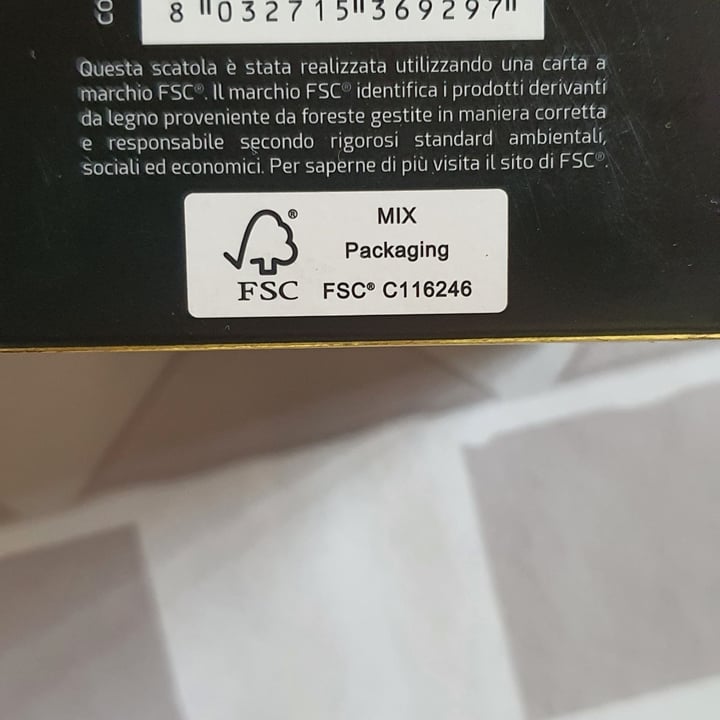 8 032715 369297
Questa scatola è stata realizzata utilizzando una carta a
marchio FSC®. Il marchio FSC® identifica i prodotti derivanti
da legno proveniente da foreste gestite in maniera corretta
e responsabile secondo rigorosi standard ambientali,
sociali ed economici. Per saperne di più visita il sito di FSC®.
®
MIX
Packaging
FSC FSC® C116246